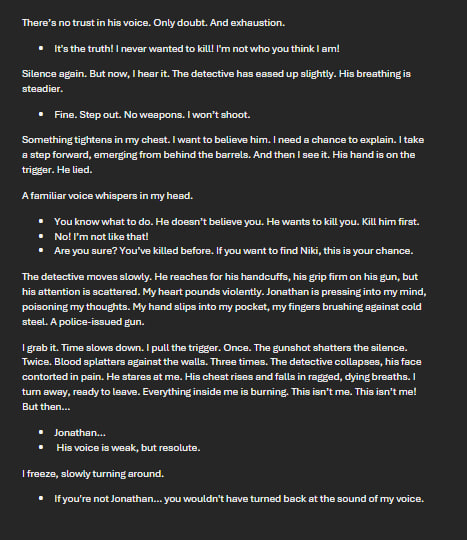 There's no trust in his voice. Only doubt. And exhaustion.
• It's the truth! I never wanted to kill! I'm not who you think I am!
Silence again. But now, I hear it. The detective has eased up slightly. His breathing is
steadier.
• Fine. Step out. No weapons. I won't shoot.
Something tightens in my chest. I want to believe him. I need a chance to explain. I take
a step forward, emerging from behind the barrels. And then I see it. His hand is on the
trigger. He lied.
A familiar voice whispers in my head.
• You know what to do. He doesn't believe you. He wants to kill you. Kill him first.
• No! I'm not like that!
• Are you sure? You've killed before. If you want to find Niki, this is your chance.
The detective moves slowly. He reaches for his handcuffs, his grip firm on his gun, but
his attention is scattered. My heart pounds violently. Jonathan is pressing into my mind,
poisoning my thoughts. My hand slips into my pocket, my fingers brushing against cold
steel. A police-issued gun.
I grab it. Time slows down. I pull the trigger. Once. The gunshot shatters the silence.
Twice. Blood splatters against the walls. Three times. The detective collapses, his face
contorted in pain. He stares at me. His chest rises and falls in ragged, dying breaths. I
turn away, ready to leave. Everything inside me is burning. This isn't me. This isn't me!
But then...
• Jonathan...
• His voice is weak, but resolute.
I freeze, slowly turning around.
• If you're not Jonathan... you wouldn't have turned back at the sound of my voice.